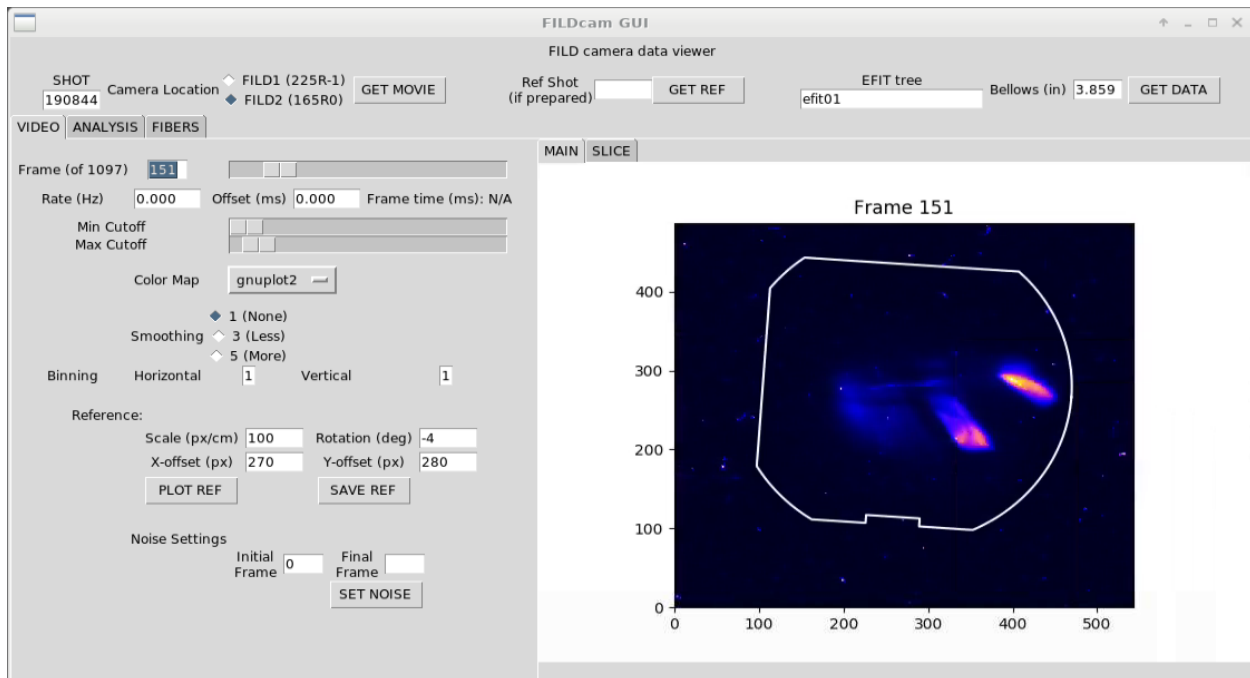 FILDcam GUI
FILD camera data viewer
SHOT
190844
Camera Location
FILD1 (225R-1)
FILD2 (165R0)
GET MOVIE
Ref Shot
(if prepared)
GET REF
EFIT tree
efit01
Bellows (in) 3.859
GET DATA
VIDEO ANALYSIS FIBERS
Frame (of 1097) 151
Rate (Hz) 0.000 Offset (ms) 0.000 Frame time (ms): N/A
Min Cutoff
Max Cutoff
Color Map gnuplot2
Smoothing
1 (None)
3 (Less)
5 (More)
Binning Horizontal 1 Vertical 1
Reference:
Scale (px/cm) 100 Rotation (deg) -4
X-offset (px) 270 Y-offset (px) 280
PLOT REF SAVE REF
Noise Settings
Initial
Frame
0
Final
Frame
SET NOISE
MAIN SLICE
Frame 151
400
300
200
100
0
0 100 200 300 400 500